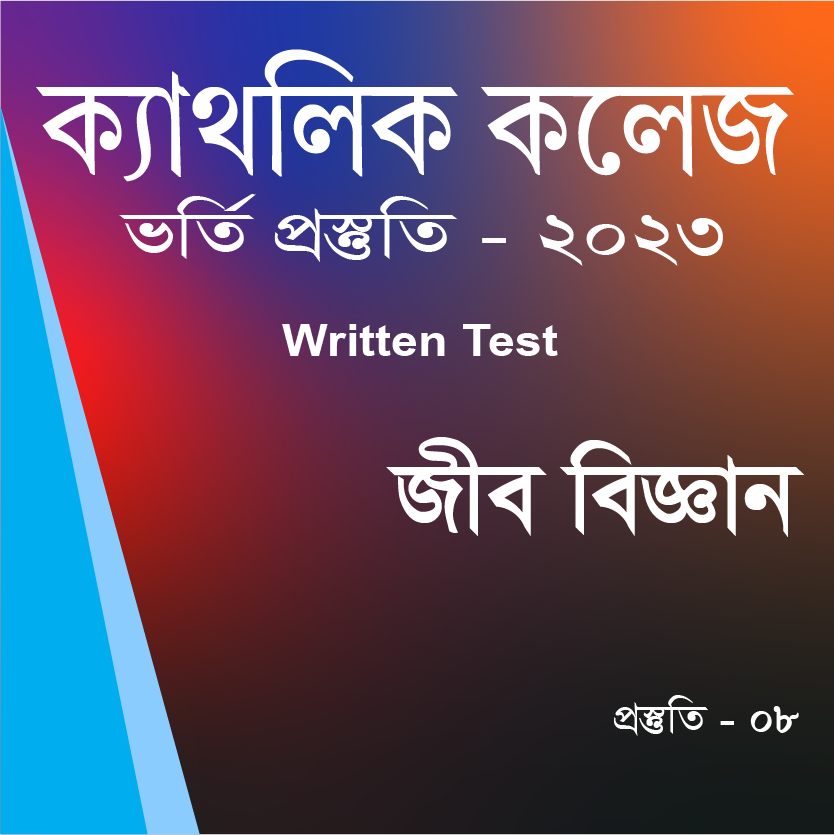 ক্যাথলিক কলেজ
ভর্তি প্রস্তুতি - ২০২৩
Written Test
জীব বিজ্ঞান
প্রস্তুতি - ০৮